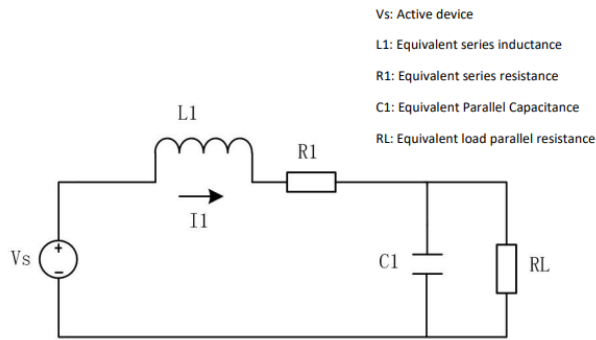 Vs: Active device
L1: Equivalent series inductance
R1: Equivalent series resistance
C1: Equivalent Parallel Capacitance
RL: Equivalent load parallel resistance
L1
R1
I1
Vs
+
−
C1
RL